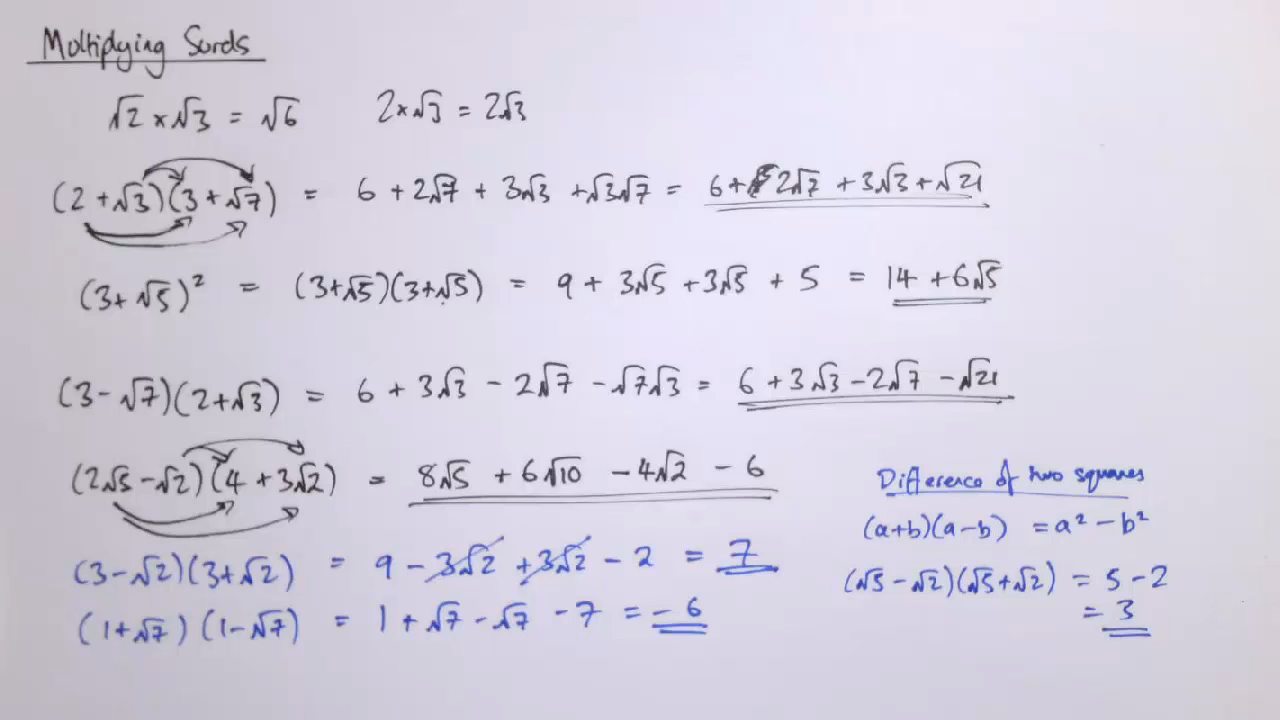 Multiplying Surds
√2 × √3 = √6    2 × √3 = 2√3
(2 + √3)(3 + √7) = 6 + 2√7 + 3√3 + √3√7 = 6 + 2√7 + 3√3 + √21
(3 + √5)² = (3+√5)(3+√5) = 9 + 3√5 + 3√5 + 5 = 14 + 6√5
(3 - √7)(2 + √3) = 6 + 3√3 - 2√7 - √7√3 = 6 + 3√3 - 2√7 - √21
(2√5 - √2)(4 + 3√2) = 8√5 + 6√10 - 4√2 - 6
(3 - √2)(3 + √2) = 9 - 3√2 + 3√2 - 2 = 7
(1 + √7)(1 - √7) = 1 + √7 - √7 - 7 = -6
Difference of two squares
(a+b)(a-b) = a² - b²
(√5 - √2)(√5 + √2) = 5 - 2
= 3